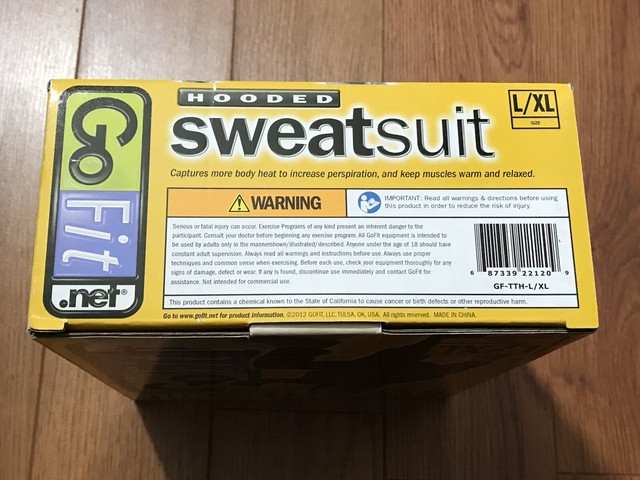 GoFit
.net®
HOODED
sweatsuit
L/XL
SIZE
Captures more body heat to increase perspiration, and keep muscles warm and relaxed.
WARNING
IMPORTANT: Read all warnings & directions before using
this product in order to reduce the risk of injury.
Serious or fatal injury can occur. Exercise Programs of any kind present an inherent danger to the
participant. Consult your doctor before beginning any exercise program. All GoFit equipment is intended to
be used by adults only in the mannershown/illustrated/described. Anyone under the age of 18 should have
constant adult supervision. Always read all warnings and instructions before use. Always use proper
techniques and common sense when exercising. Before each use, check your equipment thoroughly for any
signs of damage, defect or wear. If any is found, discontinue use immediately and contact GoFit for
assistance. Not intended for commercial use.
6 87339 22120 9
GF-TTH-L/XL
This product contains a chemical known to the State of California to cause cancer or birth defects or other reproductive harm.
Go to www.gofit.net for product information. ©2012 GOFIT, LLC, TULSA, OK, USA. All rights reserved. MADE IN CHINA.